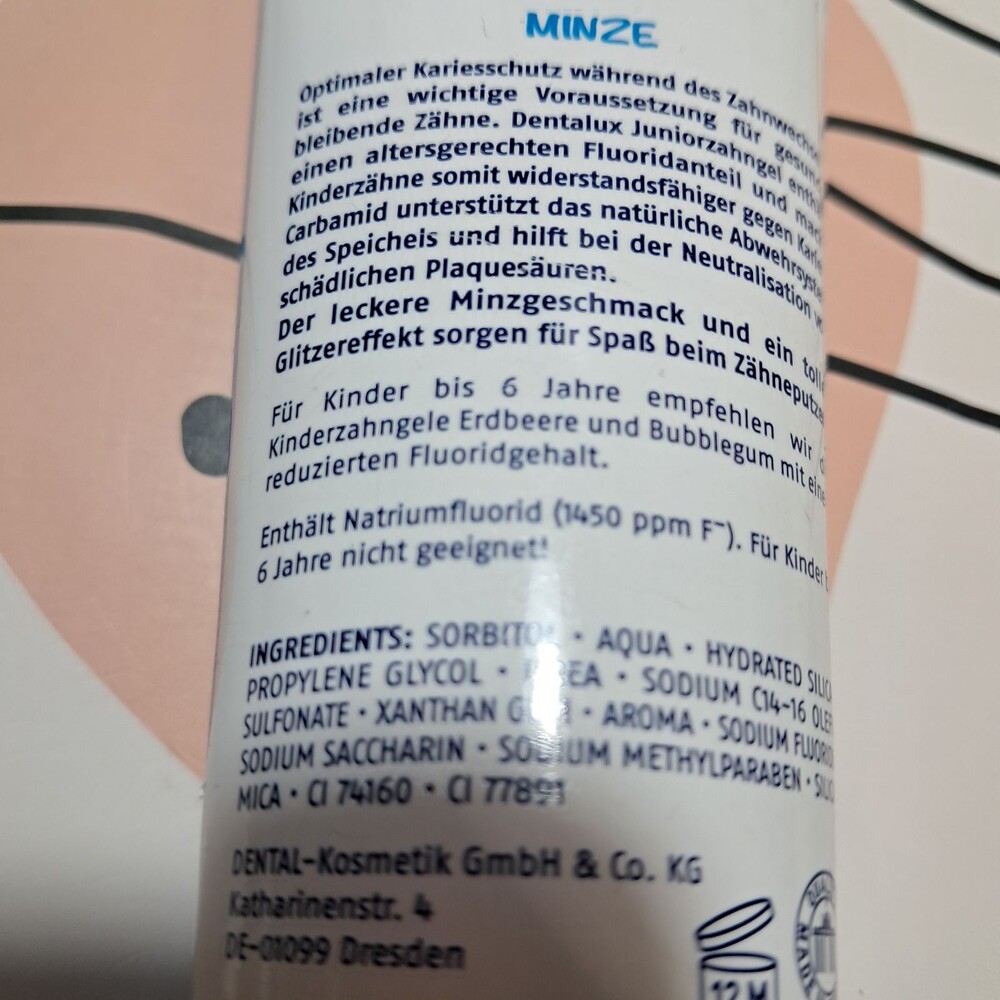 MINZE
Optimaler Kariesschutz während des
ist eine wichtige Voraussetzung für
bleibende Zähne. Dentalux Juniorzahngel
einen altersgerechten Fluoridanteil und
Kinderzähne somit widerstandsfähiger gegen
Carbamid unterstützt das natürliche
des Speichels und hilft bei der Neutralisation
schädlichen Plaquesäuren.
Der leckere Minzgeschmack und ein
Glitzereffekt sorgen für Spaß beim
Für Kinder bis 6 Jahre empfehlen wir
Kinderzahngele Erdbeere und Bubblegum mit
reduzierten Fluoridgehalt.
Enthält Natriumfluorid (1450 ppm F⁻). Für Kinder
6 Jahre nicht geeignet!
INGREDIENTS: SORBITOL • AQUA • HYDRATED
PROPYLENE GLYCOL • • SODIUM C14-16
SULFONATE • XANTHAN • AROMA • SODIUM
SODIUM SACCHARIN • SODIUM METHYLPARABEN •
MICA • CI 74160 • CI 77891
DENTAL-Kosmetik GmbH & Co. KG
Katharinenstr. 4
DE-01099 Dresden
12 M